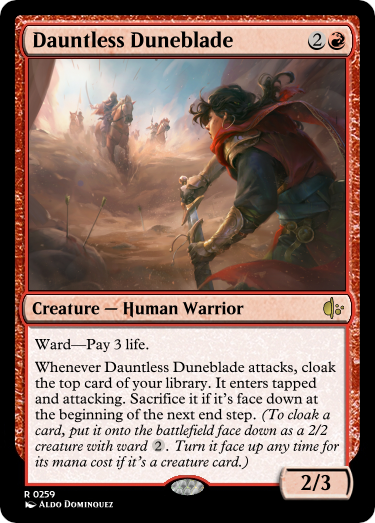 Dauntless Duneblade 2
Creature — Human Warrior
Ward—Pay 3 life.
Whenever Dauntless Duneblade attacks, cloak
the top card of your library. It enters tapped
and attacking. Sacrifice it if it's face down at
the beginning of the next end step. (To cloak a
card, put it onto the battlefield face down as a 2/2
creature with ward 2. Turn it face up any time for
its mana cost if it's a creature card.)
2/3
R 0259
Aldo Dominquez